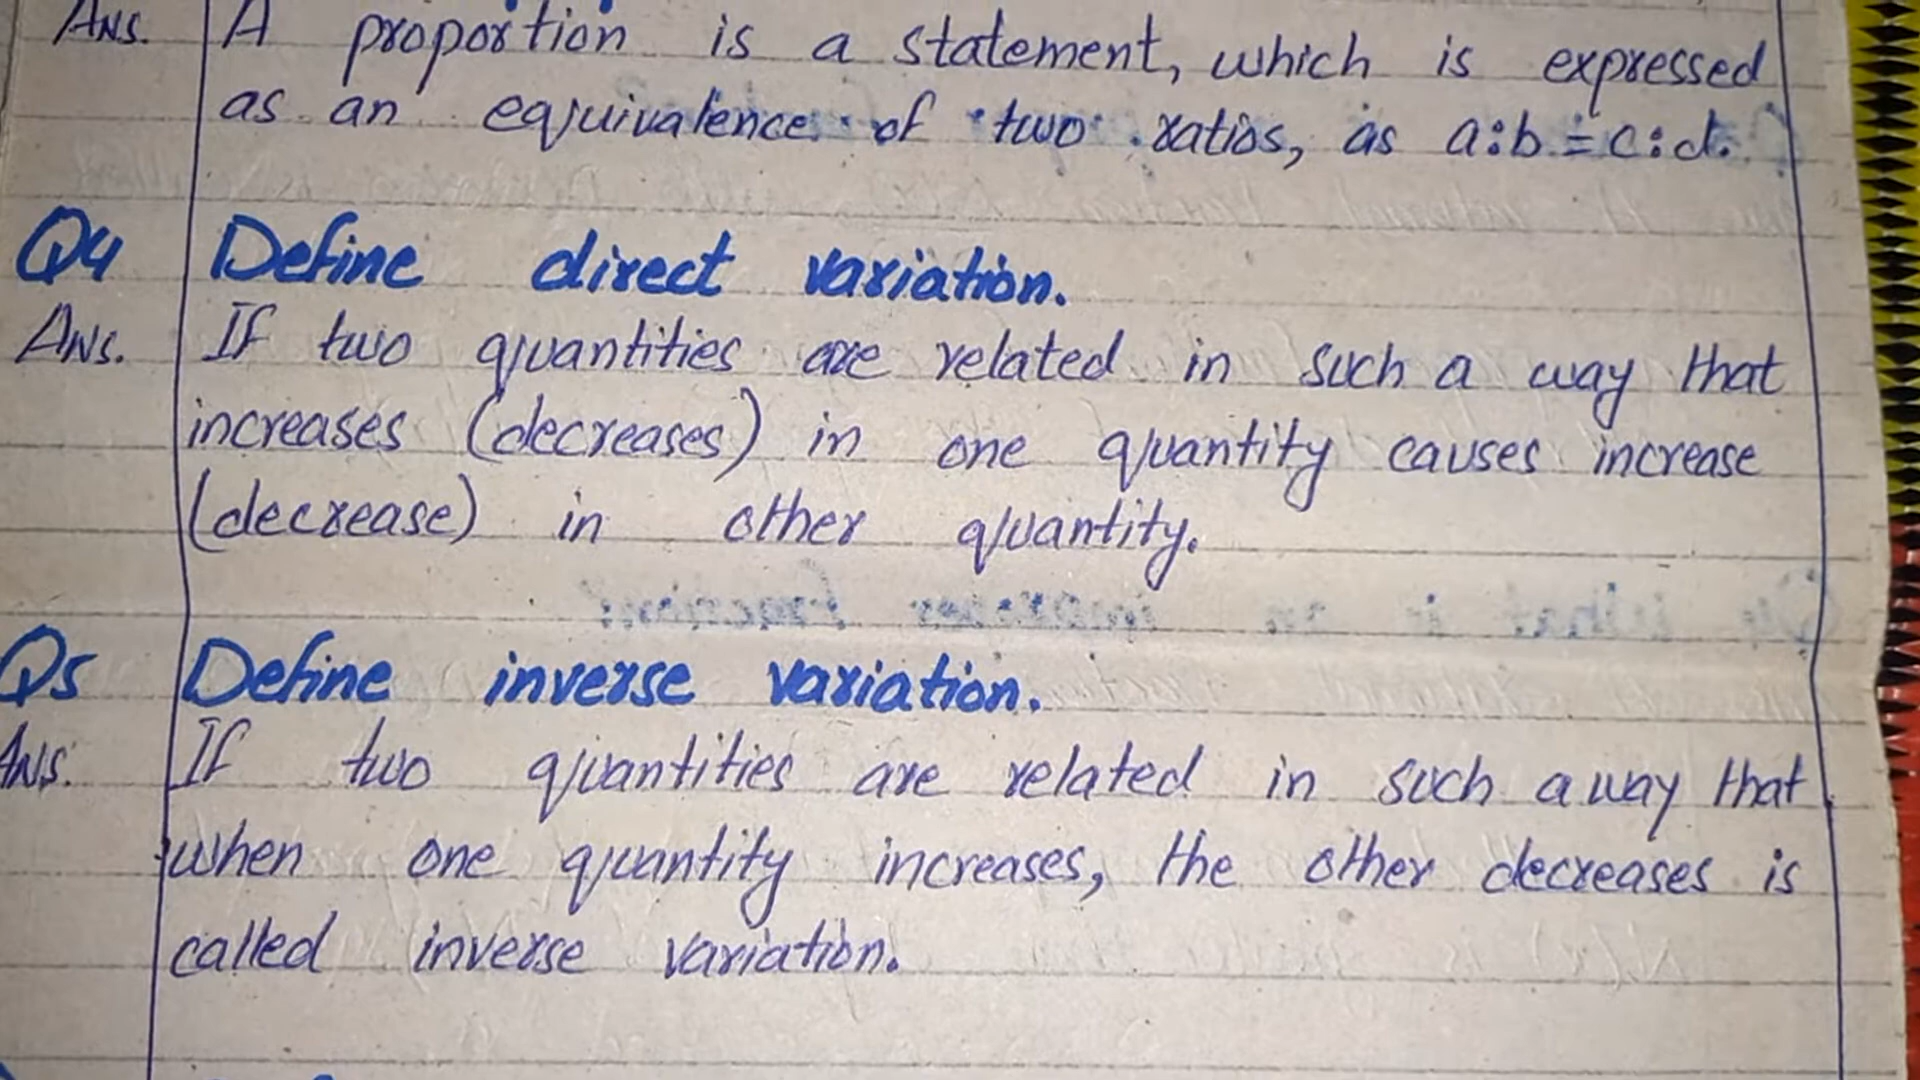 Ans. A proportion is a statement, which is expressed
as an equivalence of two ratios, as a:b = c:d.
Q4 Define direct variation.
Ans. If two quantities are related in such a way that
increases (decreases) in one quantity causes increase
(decrease) in other quantity.
Q5 Define inverse variation.
Ans. If two quantities are related in such a way that
when one quantity increases, the other decreases is
called inverse variation.